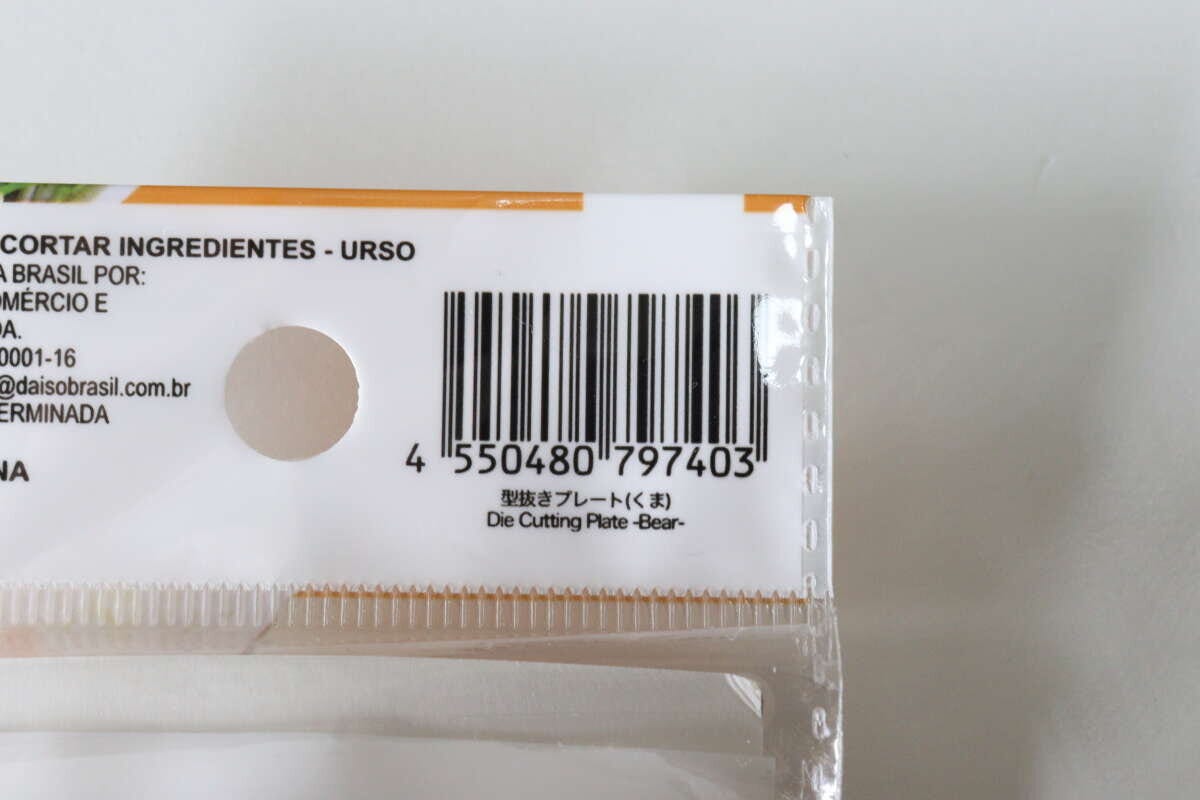 CORTAR INGREDIENTES - URSO
A BRASIL POR:
OMÉRCIO E
DA.
0001-16
@daisobrasil.com.br
ERMINADA
NA
4 550480 797403
型抜きプレート(くま)
Die Cutting Plate -Bear-